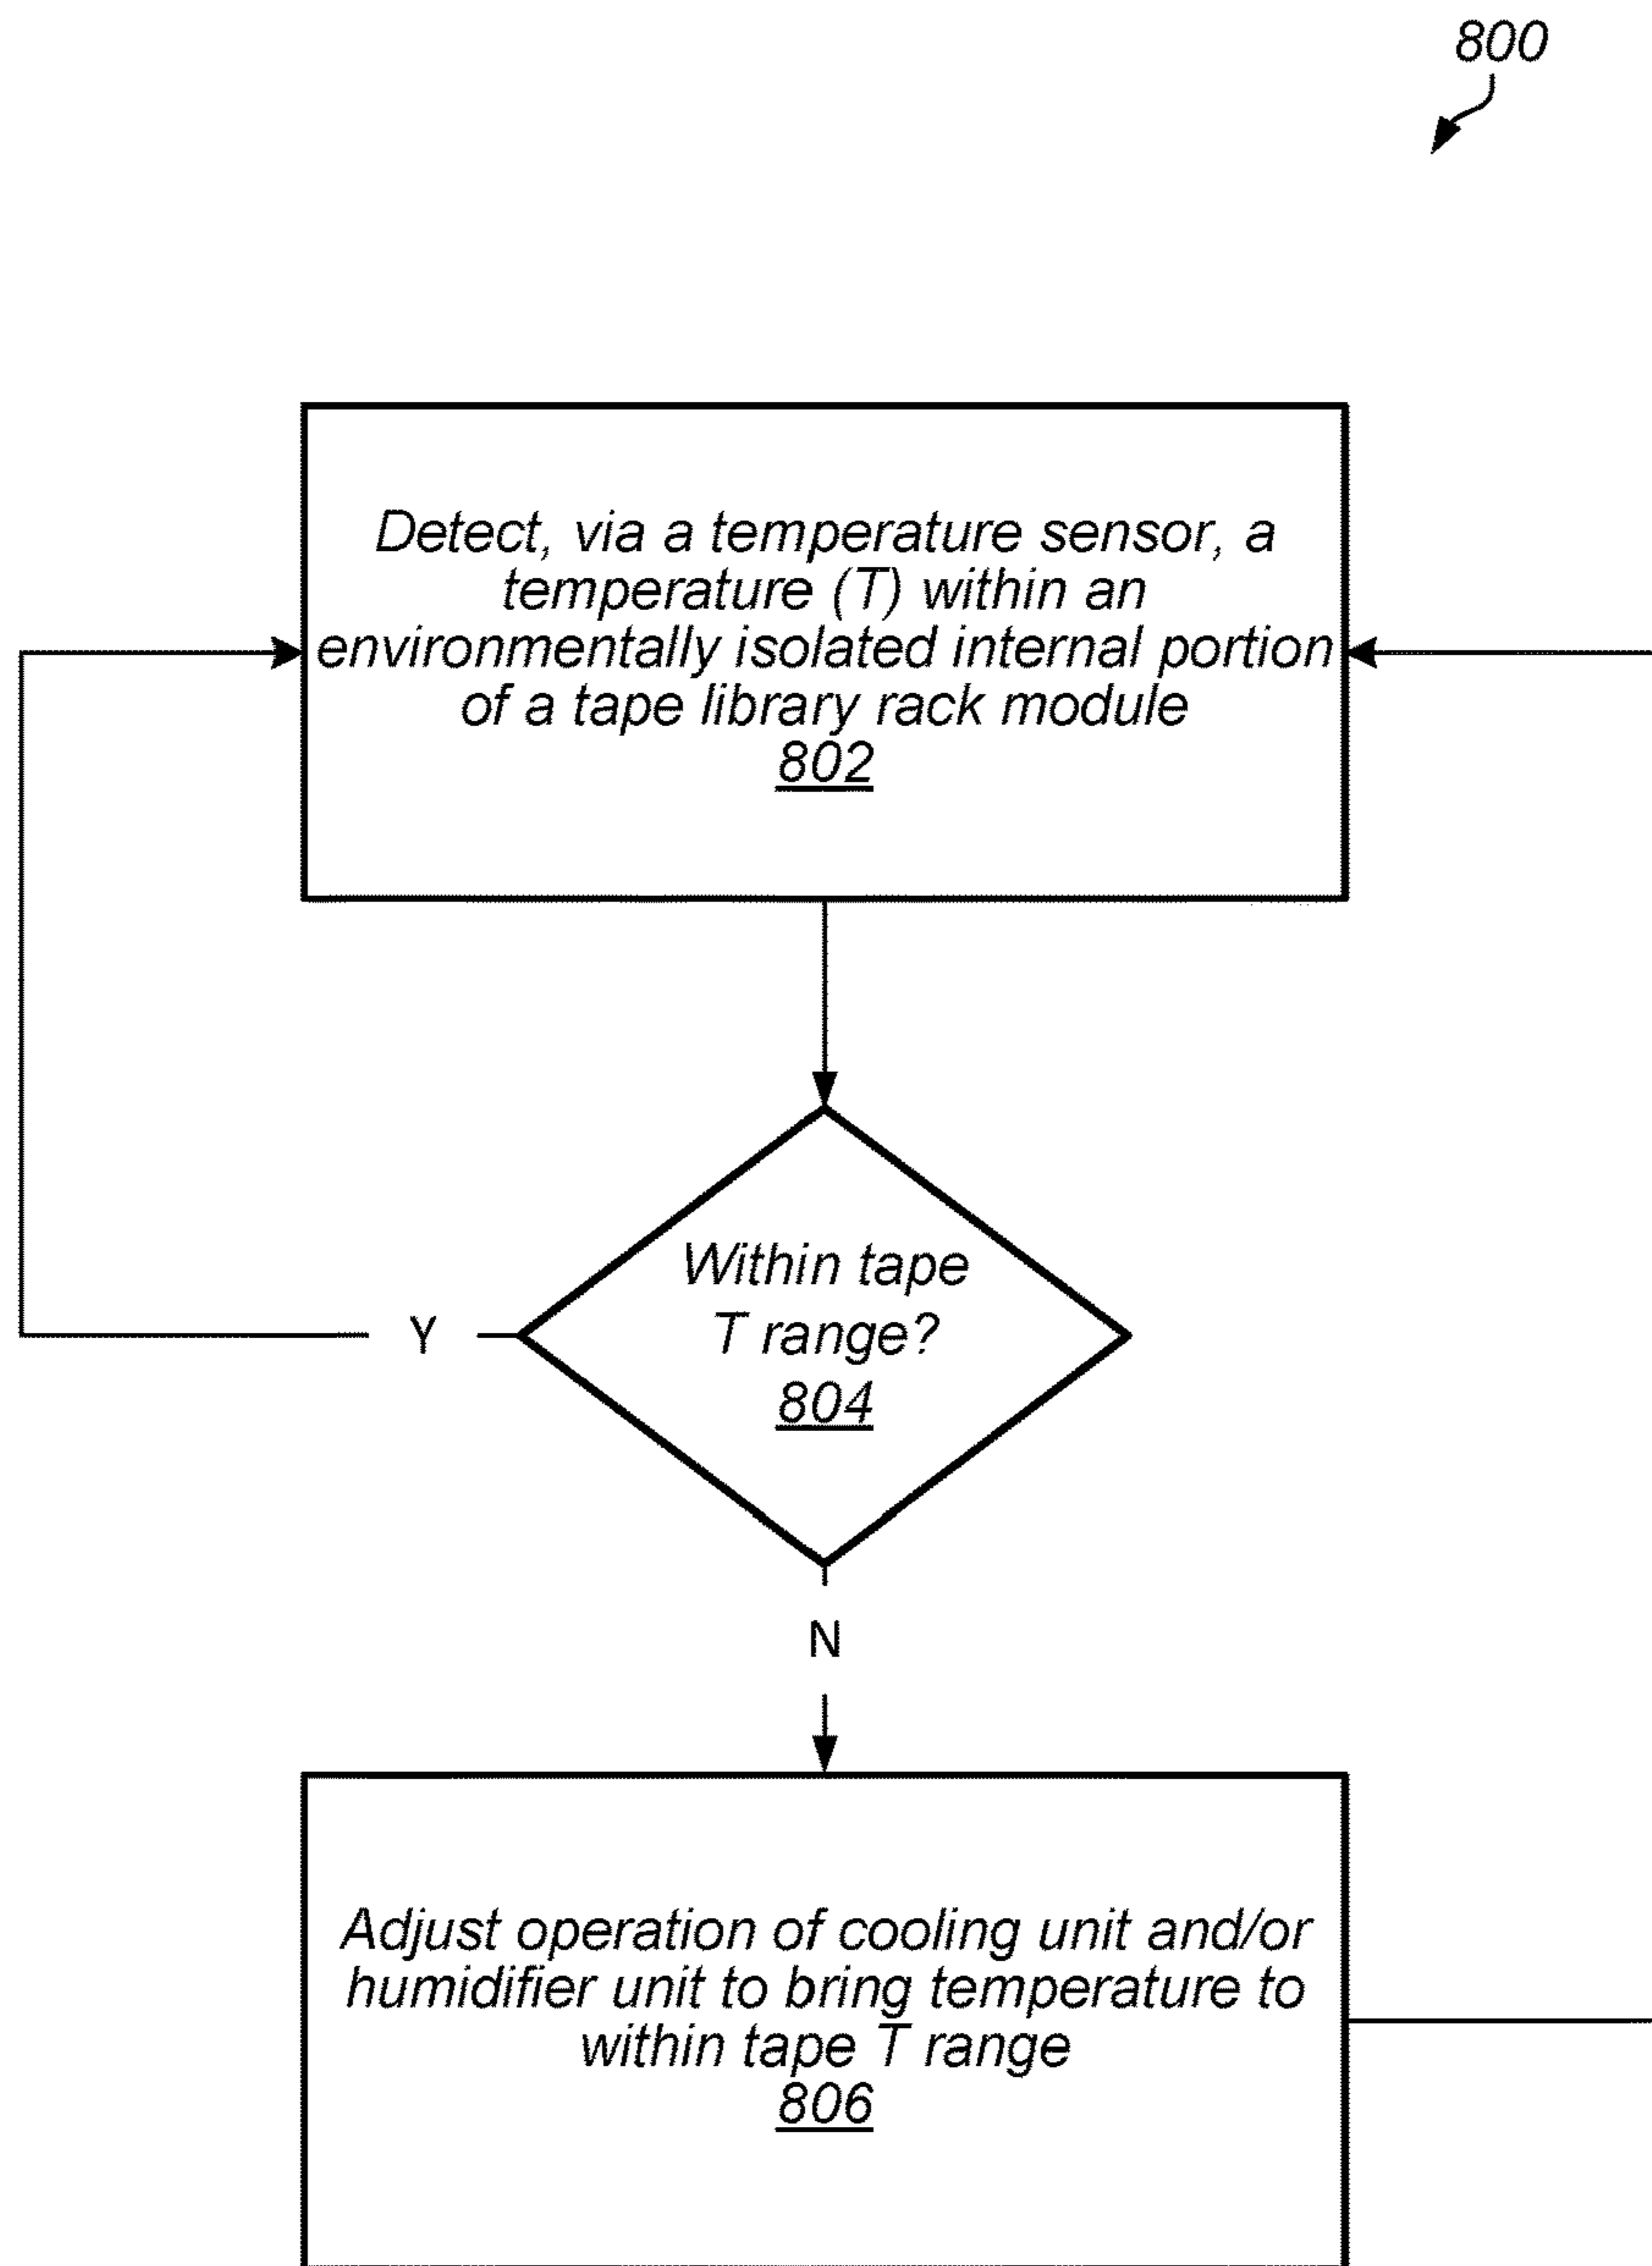 800
Detect, via a temperature sensor, a
temperature (T) within an
environmentally isolated internal portion
of a tape library rack module
802
Within tape
T range?
804
Y
N
Adjust operation of cooling unit and/or
humidifier unit to bring temperature to
within tape T range
806